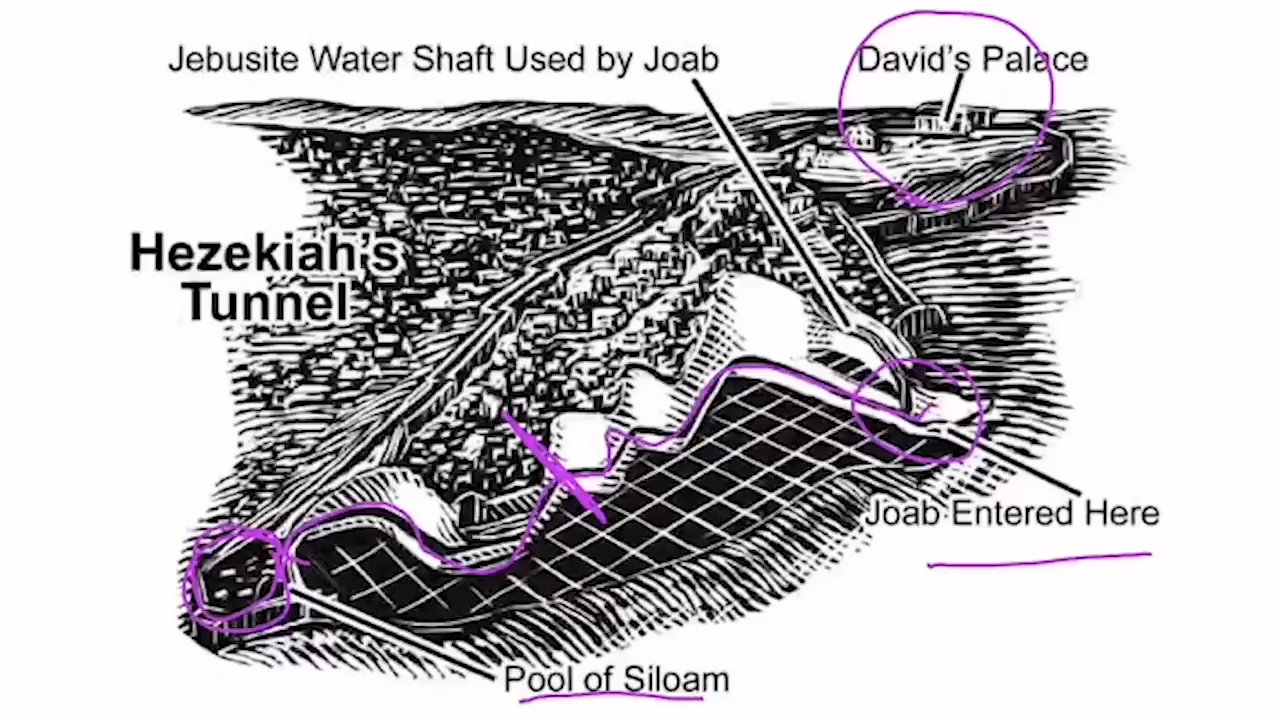 Jebusite Water Shaft Used by Joab
David's Palace
Hezekiah's
Tunnel
Joab Entered Here
Pool of Siloam